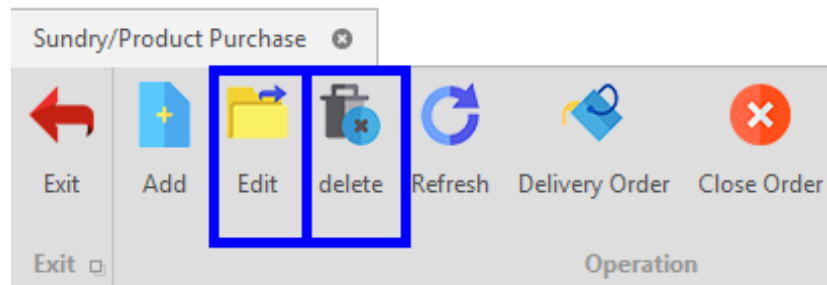 Sundry/Product Purchase
Exit Add Edit delete Refresh Delivery Order Close Order
Exit Operation